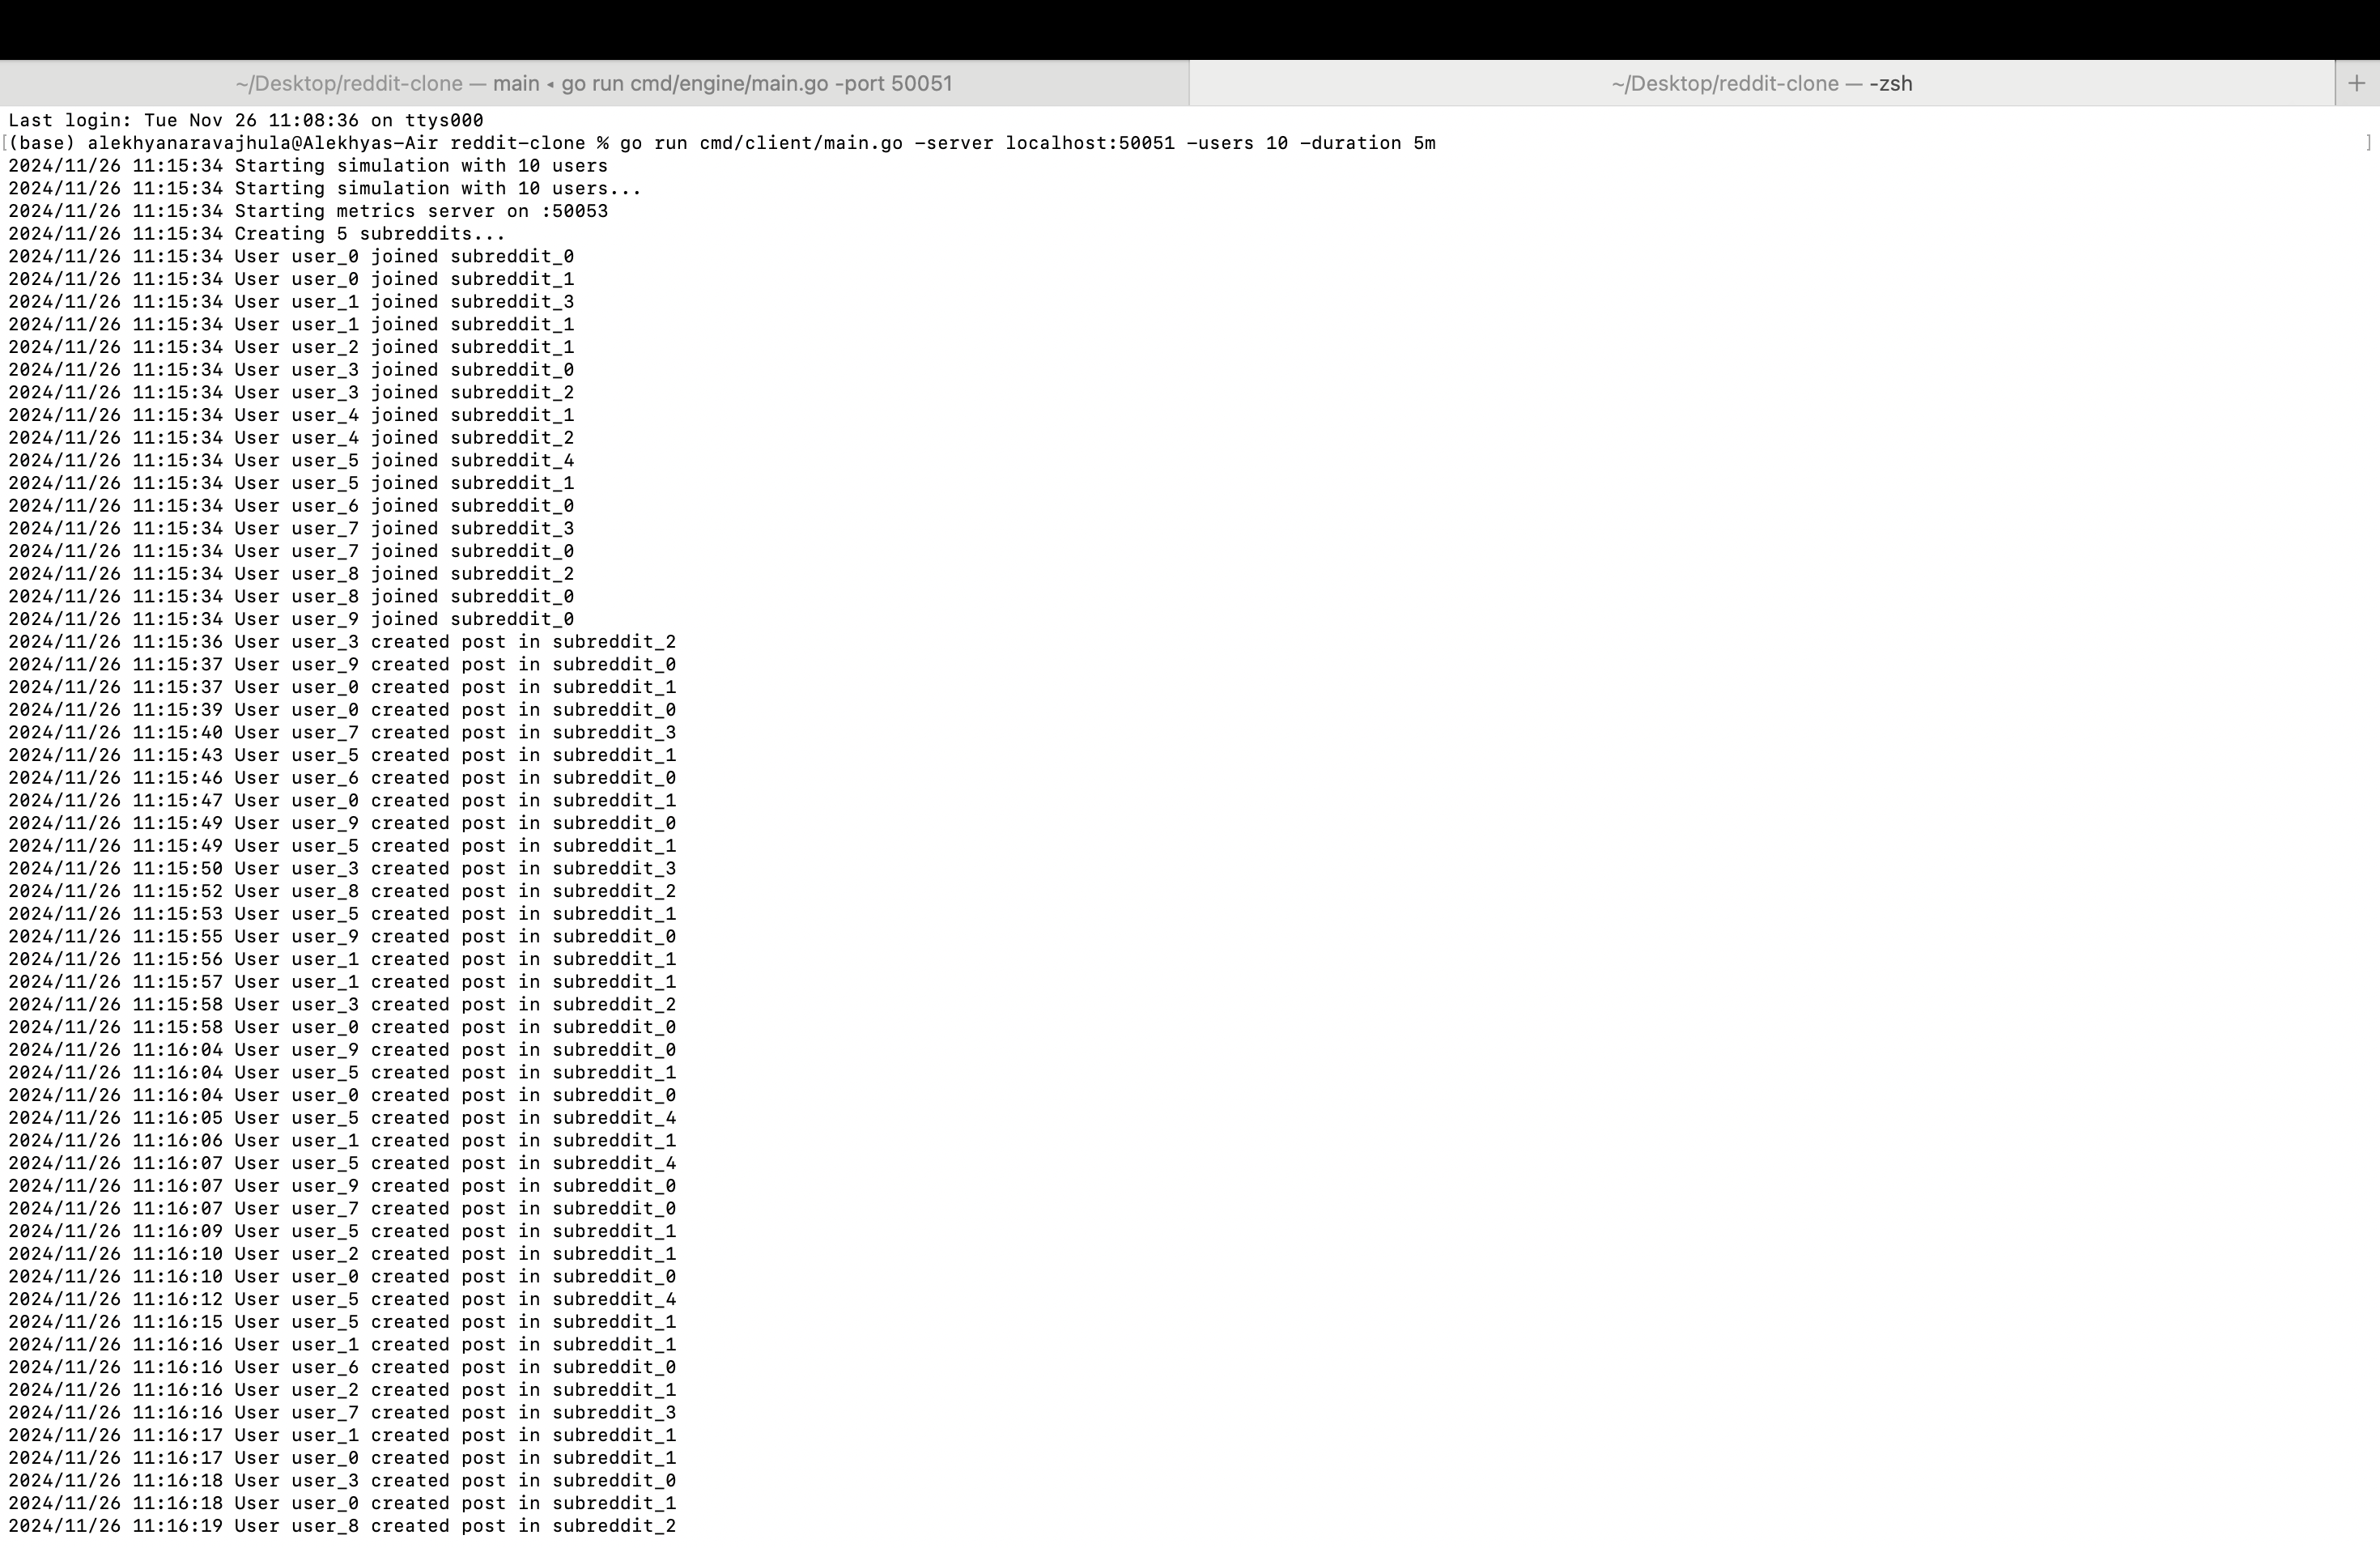 ~/Desktop/reddit-clone — main ◂ go run cmd/engine/main.go -port 50051
~/Desktop/reddit-clone — -zsh
+
Last login: Tue Nov 26 11:08:36 on ttys000
[(base) alekhyanaravajhula@Alekhyas-Air reddit-clone % go run cmd/client/main.go -server localhost:50051 -users 10 -duration 5m ]
2024/11/26 11:15:34 Starting simulation with 10 users
2024/11/26 11:15:34 Starting simulation with 10 users...
2024/11/26 11:15:34 Starting metrics server on :50053
2024/11/26 11:15:34 Creating 5 subreddits...
2024/11/26 11:15:34 User user_0 joined subreddit_0
2024/11/26 11:15:34 User user_0 joined subreddit_1
2024/11/26 11:15:34 User user_1 joined subreddit_3
2024/11/26 11:15:34 User user_1 joined subreddit_1
2024/11/26 11:15:34 User user_2 joined subreddit_1
2024/11/26 11:15:34 User user_3 joined subreddit_0
2024/11/26 11:15:34 User user_3 joined subreddit_2
2024/11/26 11:15:34 User user_4 joined subreddit_1
2024/11/26 11:15:34 User user_4 joined subreddit_2
2024/11/26 11:15:34 User user_5 joined subreddit_4
2024/11/26 11:15:34 User user_5 joined subreddit_1
2024/11/26 11:15:34 User user_6 joined subreddit_0
2024/11/26 11:15:34 User user_7 joined subreddit_3
2024/11/26 11:15:34 User user_7 joined subreddit_0
2024/11/26 11:15:34 User user_8 joined subreddit_2
2024/11/26 11:15:34 User user_8 joined subreddit_0
2024/11/26 11:15:34 User user_9 joined subreddit_0
2024/11/26 11:15:36 User user_3 created post in subreddit_2
2024/11/26 11:15:37 User user_9 created post in subreddit_0
2024/11/26 11:15:37 User user_0 created post in subreddit_1
2024/11/26 11:15:39 User user_0 created post in subreddit_0
2024/11/26 11:15:40 User user_7 created post in subreddit_3
2024/11/26 11:15:43 User user_5 created post in subreddit_1
2024/11/26 11:15:46 User user_6 created post in subreddit_0
2024/11/26 11:15:47 User user_0 created post in subreddit_1
2024/11/26 11:15:49 User user_9 created post in subreddit_0
2024/11/26 11:15:49 User user_5 created post in subreddit_1
2024/11/26 11:15:50 User user_3 created post in subreddit_3
2024/11/26 11:15:52 User user_8 created post in subreddit_2
2024/11/26 11:15:53 User user_5 created post in subreddit_1
2024/11/26 11:15:55 User user_9 created post in subreddit_0
2024/11/26 11:15:56 User user_1 created post in subreddit_1
2024/11/26 11:15:57 User user_1 created post in subreddit_1
2024/11/26 11:15:58 User user_3 created post in subreddit_2
2024/11/26 11:15:58 User user_0 created post in subreddit_0
2024/11/26 11:16:04 User user_9 created post in subreddit_0
2024/11/26 11:16:04 User user_5 created post in subreddit_1
2024/11/26 11:16:04 User user_0 created post in subreddit_0
2024/11/26 11:16:05 User user_5 created post in subreddit_4
2024/11/26 11:16:06 User user_1 created post in subreddit_1
2024/11/26 11:16:07 User user_5 created post in subreddit_4
2024/11/26 11:16:07 User user_9 created post in subreddit_0
2024/11/26 11:16:07 User user_7 created post in subreddit_0
2024/11/26 11:16:09 User user_5 created post in subreddit_1
2024/11/26 11:16:10 User user_2 created post in subreddit_1
2024/11/26 11:16:10 User user_0 created post in subreddit_0
2024/11/26 11:16:12 User user_5 created post in subreddit_4
2024/11/26 11:16:15 User user_5 created post in subreddit_1
2024/11/26 11:16:16 User user_1 created post in subreddit_1
2024/11/26 11:16:16 User user_6 created post in subreddit_0
2024/11/26 11:16:16 User user_2 created post in subreddit_1
2024/11/26 11:16:16 User user_7 created post in subreddit_3
2024/11/26 11:16:17 User user_1 created post in subreddit_1
2024/11/26 11:16:17 User user_0 created post in subreddit_1
2024/11/26 11:16:18 User user_3 created post in subreddit_0
2024/11/26 11:16:18 User user_0 created post in subreddit_1
2024/11/26 11:16:19 User user_8 created post in subreddit_2